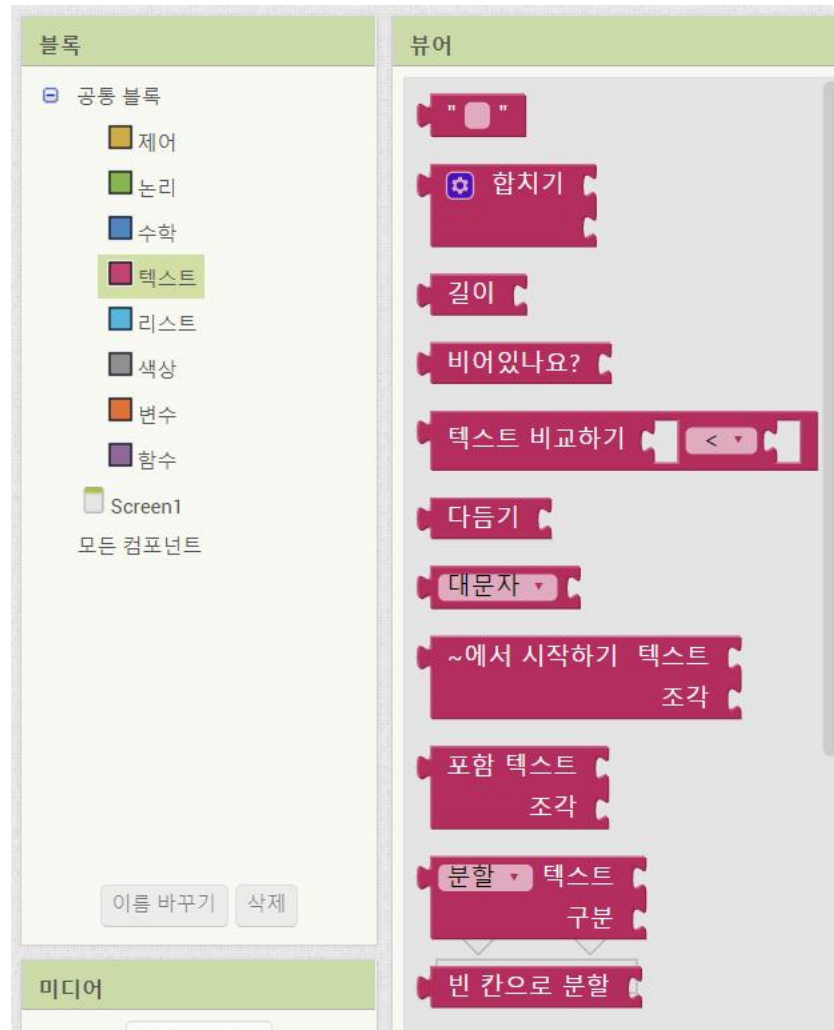 블록
공통 블록
제어
논리
수학
텍스트
리스트
색상
변수
함수
Screen1
모든 컴포넌트
이름 바꾸기 삭제
미디어
뷰어
" "
합치기
길이
비어있나요?
텍스트 비교하기 <
다듬기
대문자
~에서 시작하기 텍스트
조각
포함 텍스트
조각
분할 텍스트
구분
빈 칸으로 분할